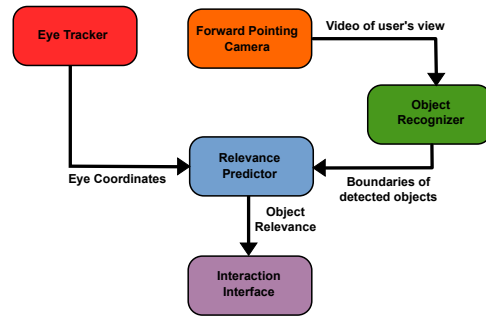 Eye Tracker
Forward Pointing
Camera
Video of user's view
Object
Recognizer
Relevance
Predictor
Eye Coordinates
Boundaries of
detected objects
Object
Relevance
Interaction
Interface